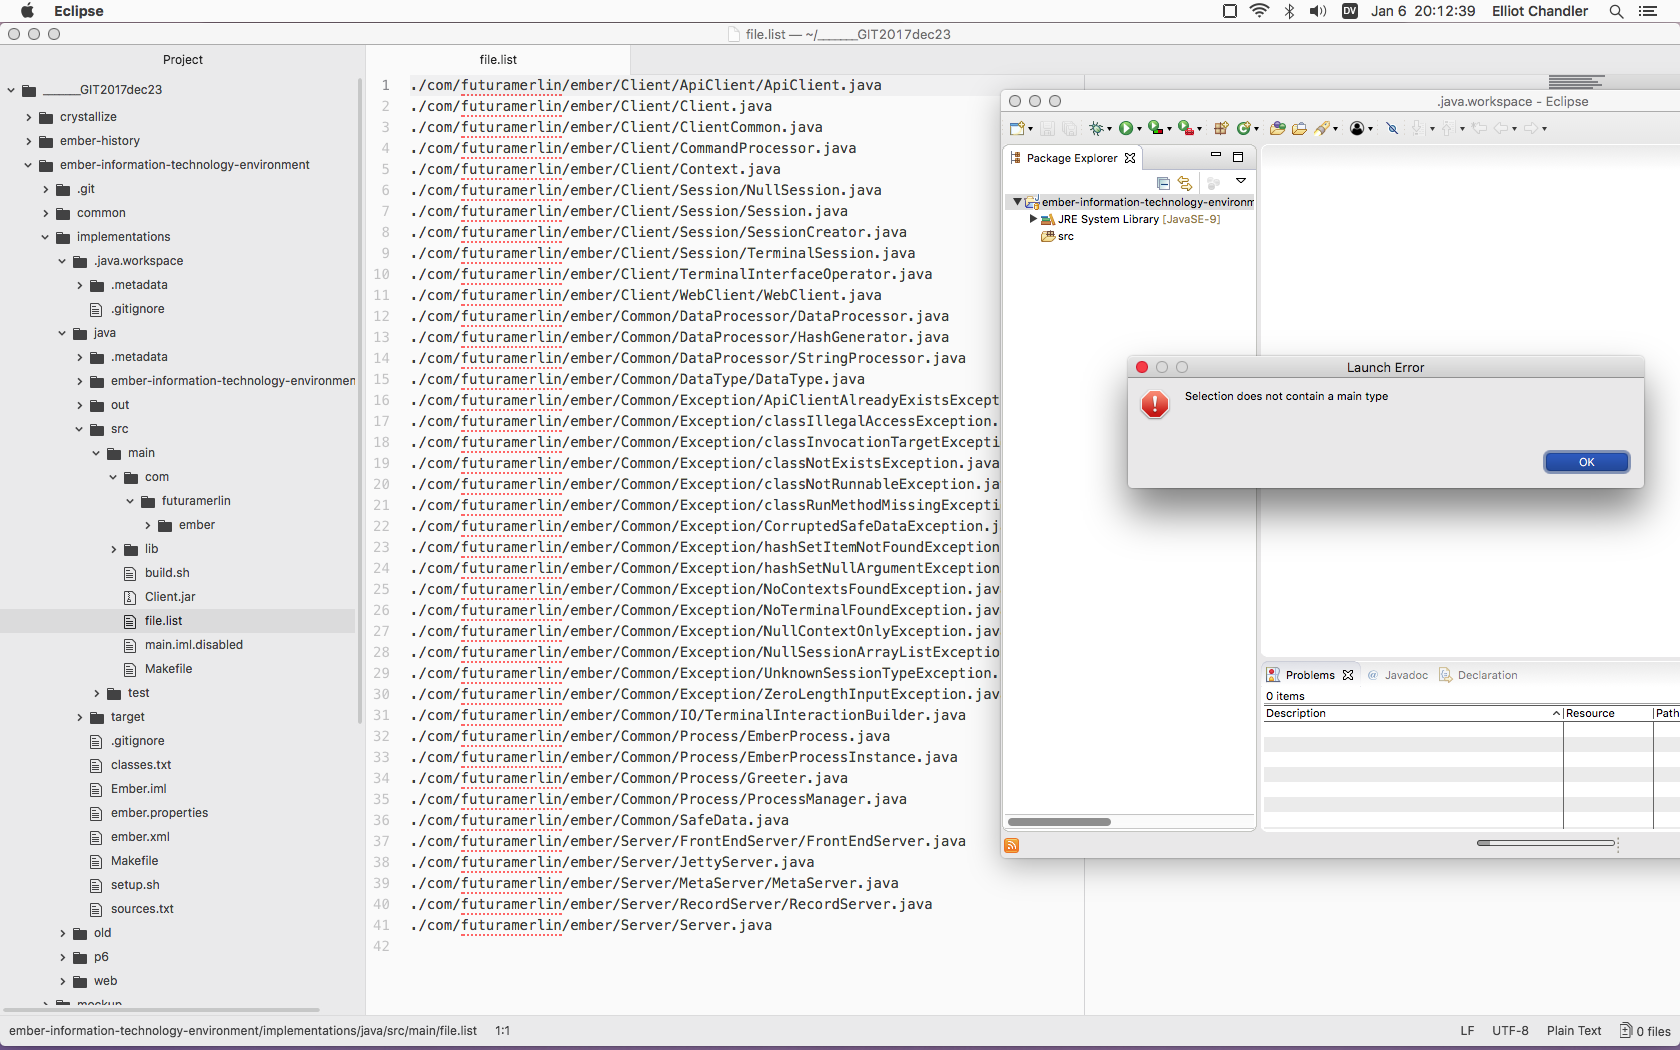 Eclipse
DV
Jan 6 20:12:39
Elliot Chandler
file.list — ~/______GIT2017dec23
Project
file.list
______GIT2017dec23
crystallize
ember-history
ember-information-technology-environment
.git
common
implementations
.java.workspace
.metadata
.gitignore
java
.metadata
ember-information-technology-environmen
out
src
main
com
futuramerlin
ember
lib
build.sh
Client.jar
file.list
main.iml.disabled
Makefile
test
target
.gitignore
classes.txt
Ember.iml
ember.properties
ember.xml
Makefile
setup.sh
sources.txt
old
p6
web
mockup
1 ./com/futuramerlin/ember/Client/ApiClient/ApiClient.java
2 ./com/futuramerlin/ember/Client/Client.java
3 ./com/futuramerlin/ember/Client/ClientCommon.java
4 ./com/futuramerlin/ember/Client/CommandProcessor.java
5 ./com/futuramerlin/ember/Client/Context.java
6 ./com/futuramerlin/ember/Client/Session/NullSession.java
7 ./com/futuramerlin/ember/Client/Session/Session.java
8 ./com/futuramerlin/ember/Client/Session/SessionCreator.java
9 ./com/futuramerlin/ember/Client/Session/TerminalSession.java
10 ./com/futuramerlin/ember/Client/TerminalInterfaceOperator.java
11 ./com/futuramerlin/ember/Client/WebClient/WebClient.java
12 ./com/futuramerlin/ember/Common/DataProcessor/DataProcessor.java
13 ./com/futuramerlin/ember/Common/DataProcessor/HashGenerator.java
14 ./com/futuramerlin/ember/Common/DataProcessor/StringProcessor.java
15 ./com/futuramerlin/ember/Common/DataType/DataType.java
16 ./com/futuramerlin/ember/Common/Exception/ApiClientAlreadyExistsExcept
17 ./com/futuramerlin/ember/Common/Exception/classIllegalAccessException.
18 ./com/futuramerlin/ember/Common/Exception/classInvocationTargetExcepti
19 ./com/futuramerlin/ember/Common/Exception/classNotExistsException.java
20 ./com/futuramerlin/ember/Common/Exception/classNotRunnableException.ja
21 ./com/futuramerlin/ember/Common/Exception/classRunMethodMissingExcepti
22 ./com/futuramerlin/ember/Common/Exception/CorruptedSafeDataException.j
23 ./com/futuramerlin/ember/Common/Exception/hashSetItemNotFoundException
24 ./com/futuramerlin/ember/Common/Exception/hashSetNullArgumentException
25 ./com/futuramerlin/ember/Common/Exception/NoContextsFoundException.jav
26 ./com/futuramerlin/ember/Common/Exception/NoTerminalFoundException.jav
27 ./com/futuramerlin/ember/Common/Exception/NullContextOnlyException.jav
28 ./com/futuramerlin/ember/Common/Exception/NullSessionArrayListExceptio
29 ./com/futuramerlin/ember/Common/Exception/UnknownSessionTypeException.
30 ./com/futuramerlin/ember/Common/Exception/ZeroLengthInputException.jav
31 ./com/futuramerlin/ember/Common/IO/TerminalInteractionBuilder.java
32 ./com/futuramerlin/ember/Common/Process/EmberProcess.java
33 ./com/futuramerlin/ember/Common/Process/EmberProcessInstance.java
34 ./com/futuramerlin/ember/Common/Process/Greeter.java
35 ./com/futuramerlin/ember/Common/Process/ProcessManager.java
36 ./com/futuramerlin/ember/Common/SafeData.java
37 ./com/futuramerlin/ember/Server/FrontEndServer/FrontEndServer.java
38 ./com/futuramerlin/ember/Server/JettyServer.java
39 ./com/futuramerlin/ember/Server/MetaServer/MetaServer.java
40 ./com/futuramerlin/ember/Server/RecordServer/RecordServer.java
41 ./com/futuramerlin/ember/Server/Server.java
42
.java.workspace - Eclipse
Package Explorer
ember-information-technology-environm
JRE System Library [JavaSE-9]
src
Launch Error
Selection does not contain a main type
OK
Problems
@ Javadoc
Declaration
0 items
Description
Resource
Path
ember-information-technology-environment/implementations/java/src/main/file.list 1:1
LF UTF-8 Plain Text 0 files